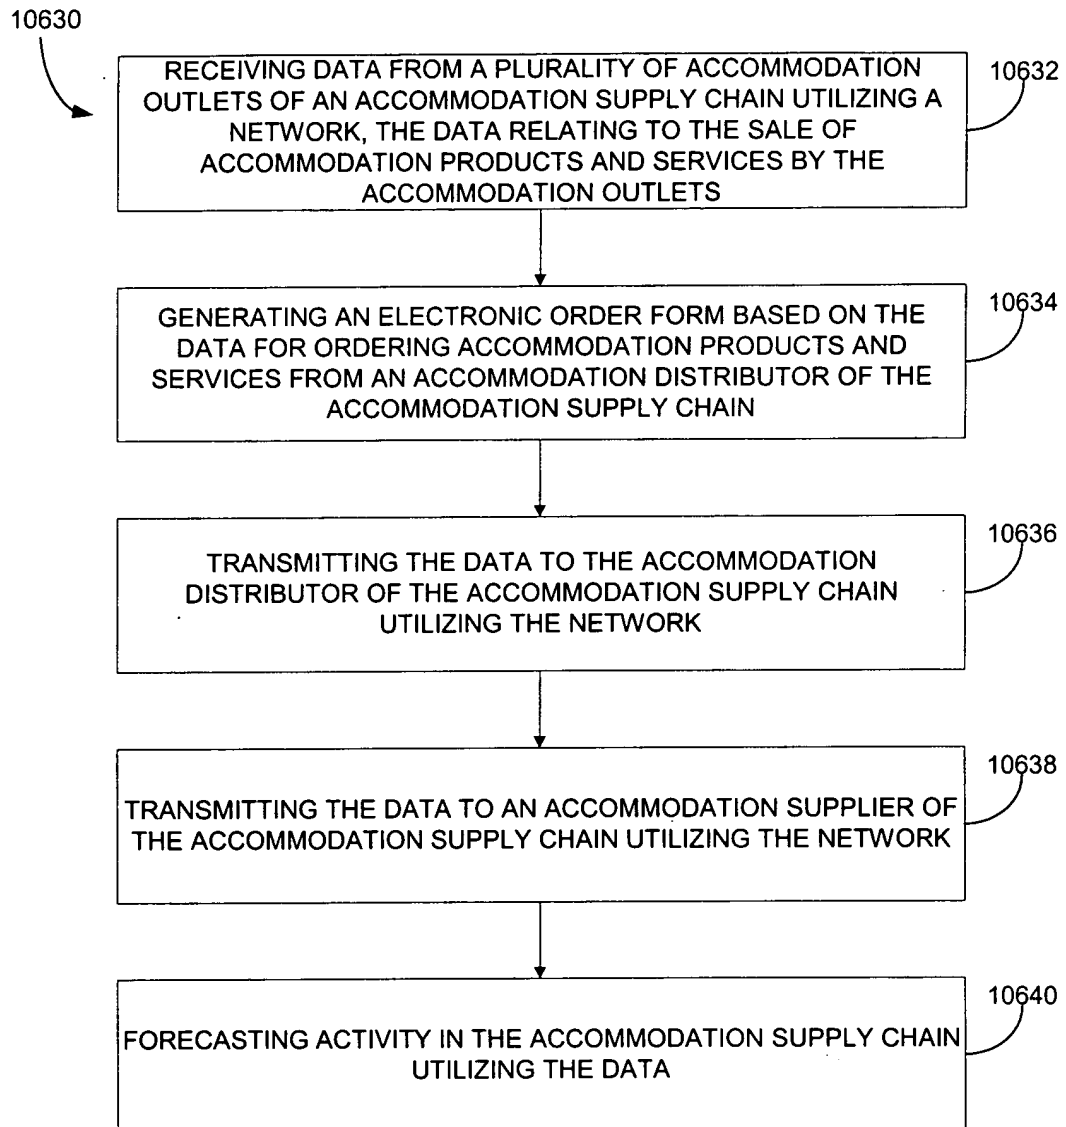 10630
RECEIVING DATA FROM A PLURALITY OF ACCOMMODATION
OUTLETS OF AN ACCOMMODATION SUPPLY CHAIN UTILIZING A
NETWORK, THE DATA RELATING TO THE SALE OF
ACCOMMODATION PRODUCTS AND SERVICES BY THE
ACCOMMODATION OUTLETS
10632
GENERATING AN ELECTRONIC ORDER FORM BASED ON THE
DATA FOR ORDERING ACCOMMODATION PRODUCTS AND
SERVICES FROM AN ACCOMMODATION DISTRIBUTOR OF THE
ACCOMMODATION SUPPLY CHAIN
10634
TRANSMITTING THE DATA TO THE ACCOMMODATION
DISTRIBUTOR OF THE ACCOMMODATION SUPPLY CHAIN
UTILIZING THE NETWORK
10636
TRANSMITTING THE DATA TO AN ACCOMMODATION SUPPLIER OF
THE ACCOMMODATION SUPPLY CHAIN UTILIZING THE NETWORK
10638
FORECASTING ACTIVITY IN THE ACCOMMODATION SUPPLY CHAIN
UTILIZING THE DATA
10640